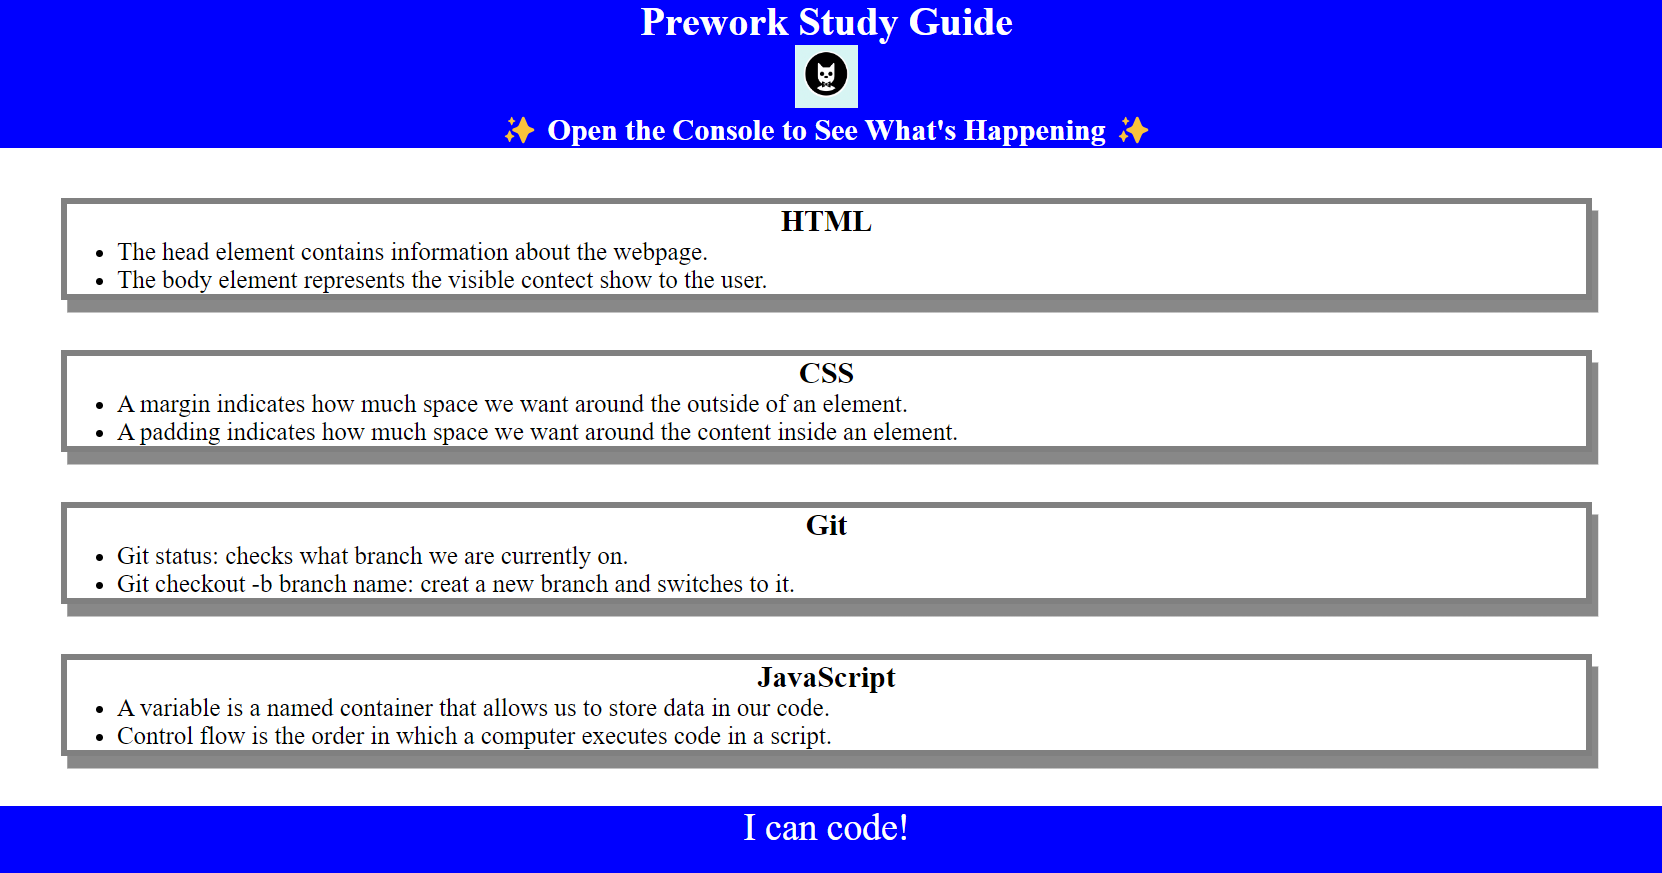 Prework Study Guide
✨ Open the Console to See What's Happening ✨
HTML
• The head element contains information about the webpage.
• The body element represents the visible contect show to the user.
CSS
• A margin indicates how much space we want around the outside of an element.
• A padding indicates how much space we want around the content inside an element.
Git
• Git status: checks what branch we are currently on.
• Git checkout -b branch name: creat a new branch and switches to it.
JavaScript
• A variable is a named container that allows us to store data in our code.
• Control flow is the order in which a computer executes code in a script.
I can code!